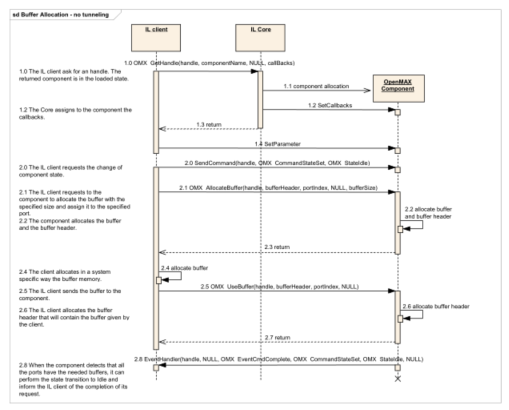 sd Buffer Allocation - no tunneling
IL client
IL Core
1.0 OMX_GetHandle(handle, componentName, NULL, callBacks)
1.0 The IL client ask for an handle. The
returned component is in the loaded state.
1.1 component allocation
OpenMAX
Component
1.2 The Core assigns to the component the
callbacks.
1.2 SetCallbacks
1.3 return
1.4 SetParameter
2.0 The IL client requests the change of
component state.
2.0 SendCommand(handle, OMX_CommandStateSet, OMX_StateIdle)
2.1 The IL client requests to the
component to allocate the buffer with the
specified size and assign it to the specified
port.
2.1 OMX_AllocateBuffer(handle, bufferHeader, portIndex, NULL, bufferSize)
2.2 The component allocates the buffer
and the buffer header.
2.2 allocate buffer
and buffer header
2.3 return
2.4 The client allocates in a system
specific way the buffer memory.
2.4 allocate buffer
2.5 The IL client sends the buffer to the
component.
2.5 OMX_UseBuffer(handle, bufferHeader, portIndex, NULL)
2.6 The IL client allocates the buffer
header that will contain the buffer given by
the client.
2.6 allocate buffer header
2.7 return
2.8 EventHandler(handle, NULL, OMX_EventCmdComplete, OMX_CommandStateSet, OMX_StateIdle, NULL)
2.8 When the component detects that all
the ports have the needed buffers, it can
perform the state transition to Idle and
inform the IL client of the completion of its
request.